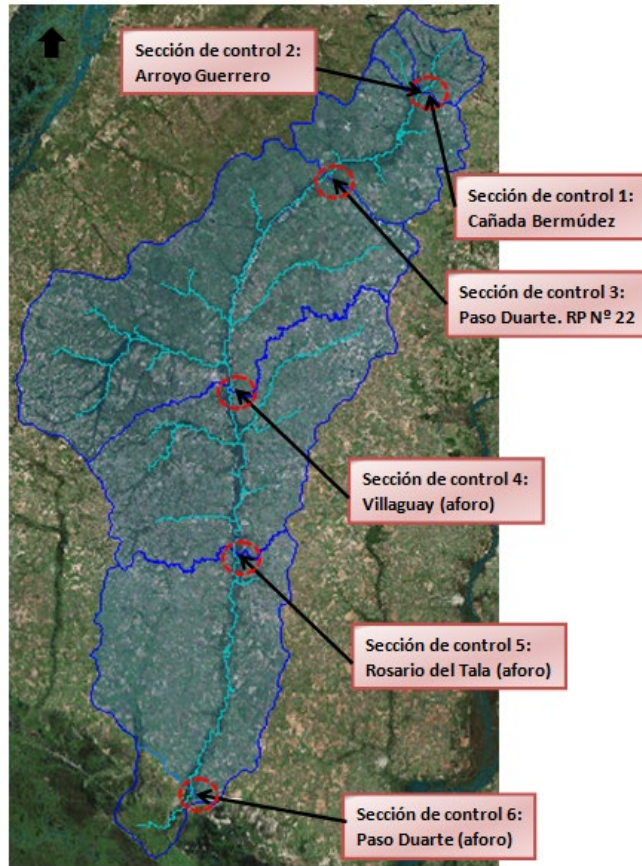 Sección de control 2:
Arroyo Guerrero
Sección de control 1:
Cañada Bermúdez
Sección de control 3:
Paso Duarte. RP Nº 22
Sección de control 4:
Villaguay (aforo)
Sección de control 5:
Rosario del Tala (aforo)
Sección de control 6:
Paso Duarte (aforo)